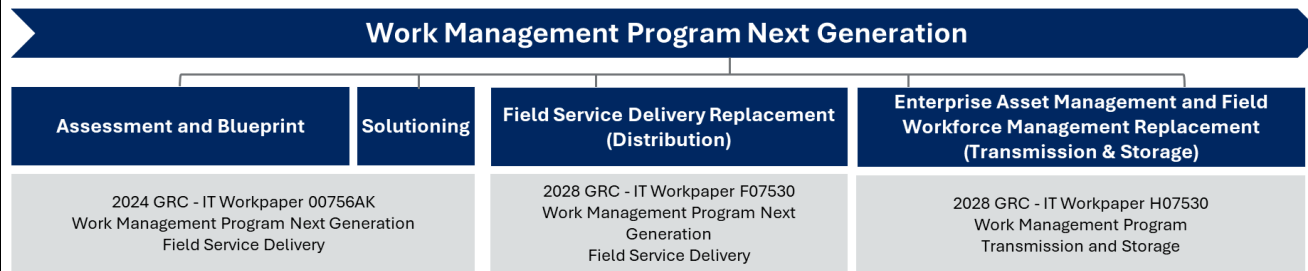 Work Management Program Next Generation
Assessment and Blueprint
Solutioning
Field Service Delivery Replacement
(Distribution)
Enterprise Asset Management and Field
Workforce Management Replacement
(Transmission & Storage)
2024 GRC - IT Workpaper 00756AK
Work Management Program Next Generation
Field Service Delivery
2028 GRC - IT Workpaper F07530
Work Management Program Next
Generation
Field Service Delivery
2028 GRC - IT Workpaper H07530
Work Management Program
Transmission and Storage